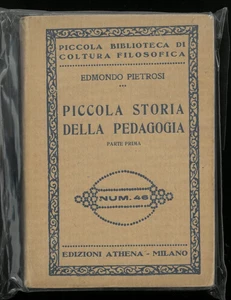 PICCOLA BIBLIOTECA DI
COLTURA FILOSOFICA
EDMONDO PIETROSI
***
PICCOLA STORIA
DELLA PEDAGOGIA
PARTE PRIMA
NUM. 46
EDIZIONI ATHENA - MILANO